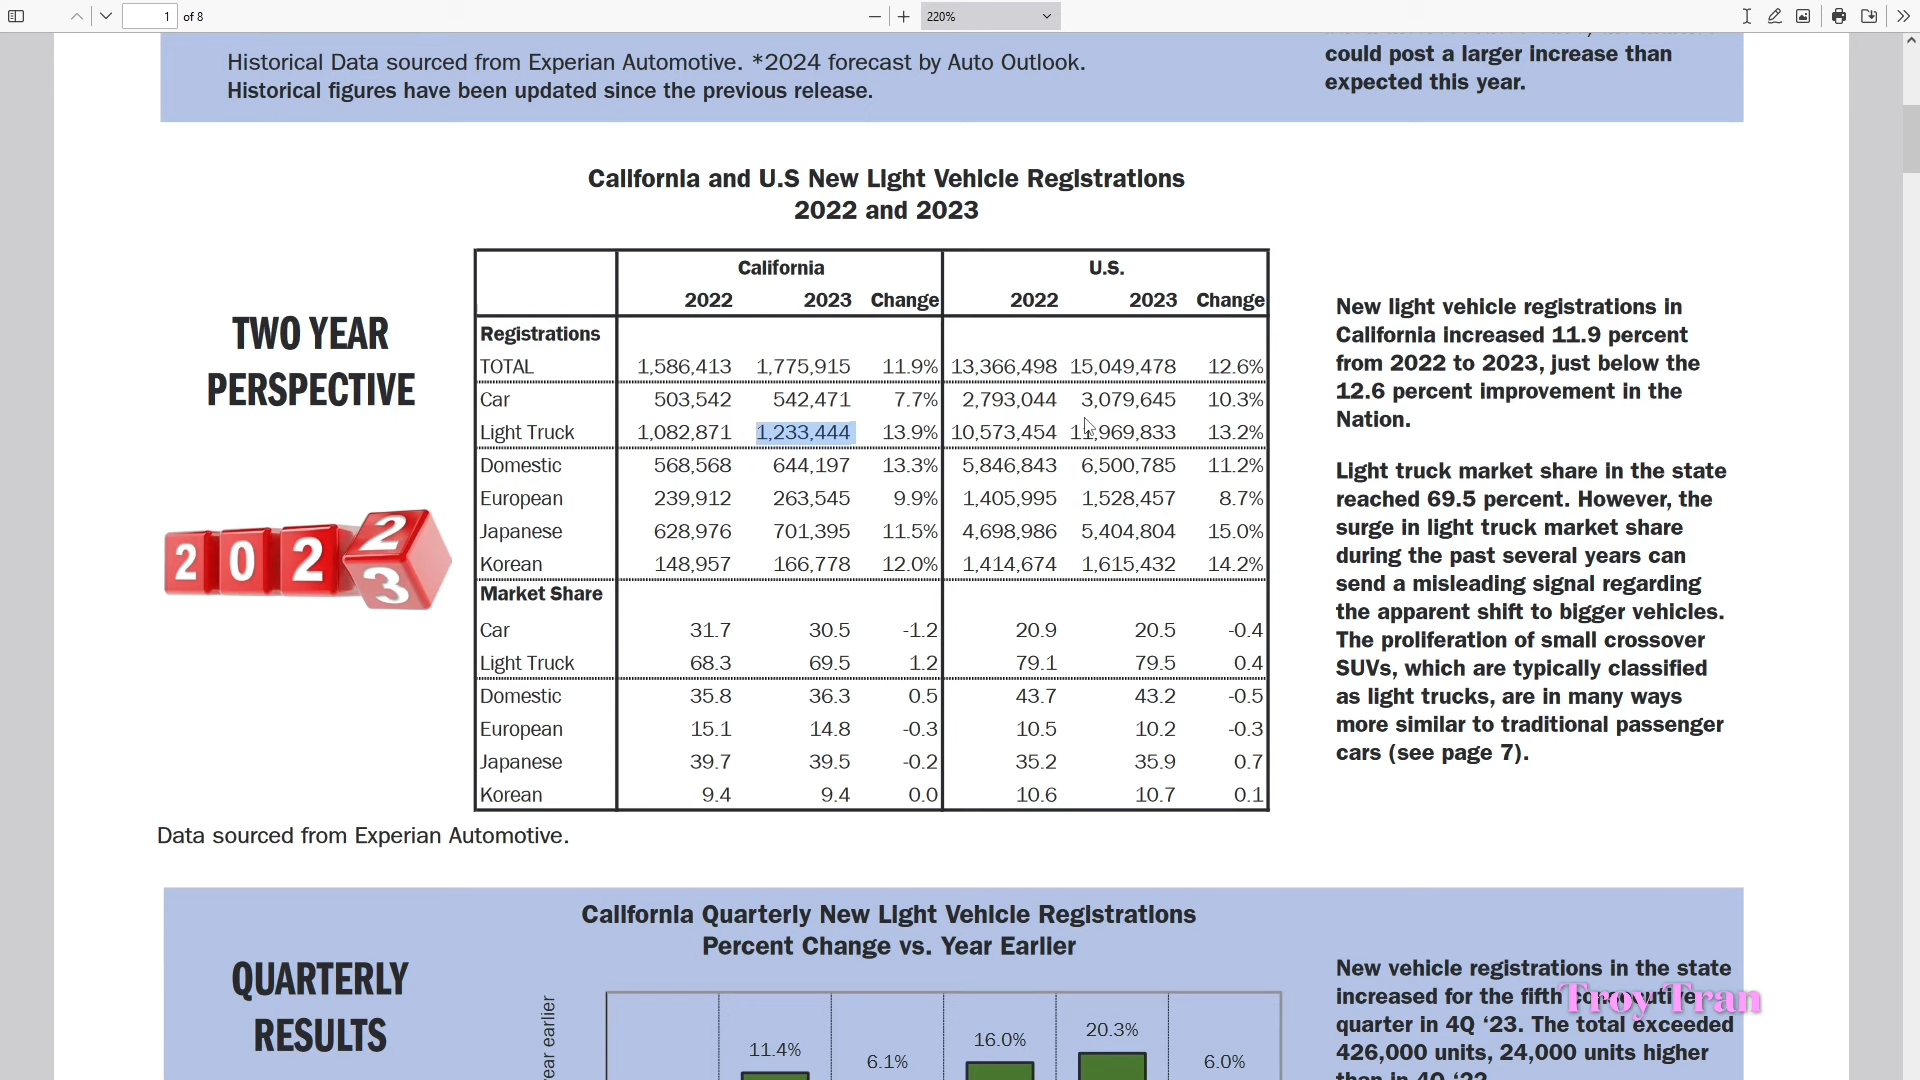 1 of 8
220%
Historical Data sourced from Experian Automotive. *2024 forecast by Auto Outlook.
Historical figures have been updated since the previous release.
could post a larger increase than
expected this year.
California and U.S New Light Vehicle Registrations
2022 and 2023
TWO YEAR
PERSPECTIVE
2 0 2 2
3
California U.S.
2022 2023 Change 2022 2023 Change
Registrations
TOTAL 1,586,413 1,775,915 11.9% 13,366,498 15,049,478 12.6%
Car 503,542 542,471 7.7% 2,793,044 3,079,645 10.3%
Light Truck 1,082,871 1,233,444 13.9% 10,573,454 11,969,833 13.2%
Domestic 568,568 644,197 13.3% 5,846,843 6,500,785 11.2%
European 239,912 263,545 9.9% 1,405,995 1,528,457 8.7%
Japanese 628,976 701,395 11.5% 4,698,986 5,404,804 15.0%
Korean 148,957 166,778 12.0% 1,414,674 1,615,432 14.2%
Market Share
Car 31.7 30.5 -1.2 20.9 20.5 -0.4
Light Truck 68.3 69.5 1.2 79.1 79.5 0.4
Domestic 35.8 36.3 0.5 43.7 43.2 -0.5
European 15.1 14.8 -0.3 10.5 10.2 -0.3
Japanese 39.7 39.5 -0.2 35.2 35.9 0.7
Korean 9.4 9.4 0.0 10.6 10.7 0.1
Data sourced from Experian Automotive.
New light vehicle registrations in
California increased 11.9 percent
from 2022 to 2023, just below the
12.6 percent improvement in the
Nation.
Light truck market share in the state
reached 69.5 percent. However, the
surge in light truck market share
during the past several years can
send a misleading signal regarding
the apparent shift to bigger vehicles.
The proliferation of small crossover
SUVs, which are typically classified
as light trucks, are in many ways
more similar to traditional passenger
cars (see page 7).
QUARTERLY
RESULTS
California Quarterly New Light Vehicle Registrations
Percent Change vs. Year Earlier
year earlier
11.4% 6.1% 16.0% 20.3% 6.0%
New vehicle registrations in the state
increased for the fifth consecutive
quarter in 4Q ‘23. The total exceeded
426,000 units, 24,000 units higher
than in 4Q ‘22.
Troy Tran